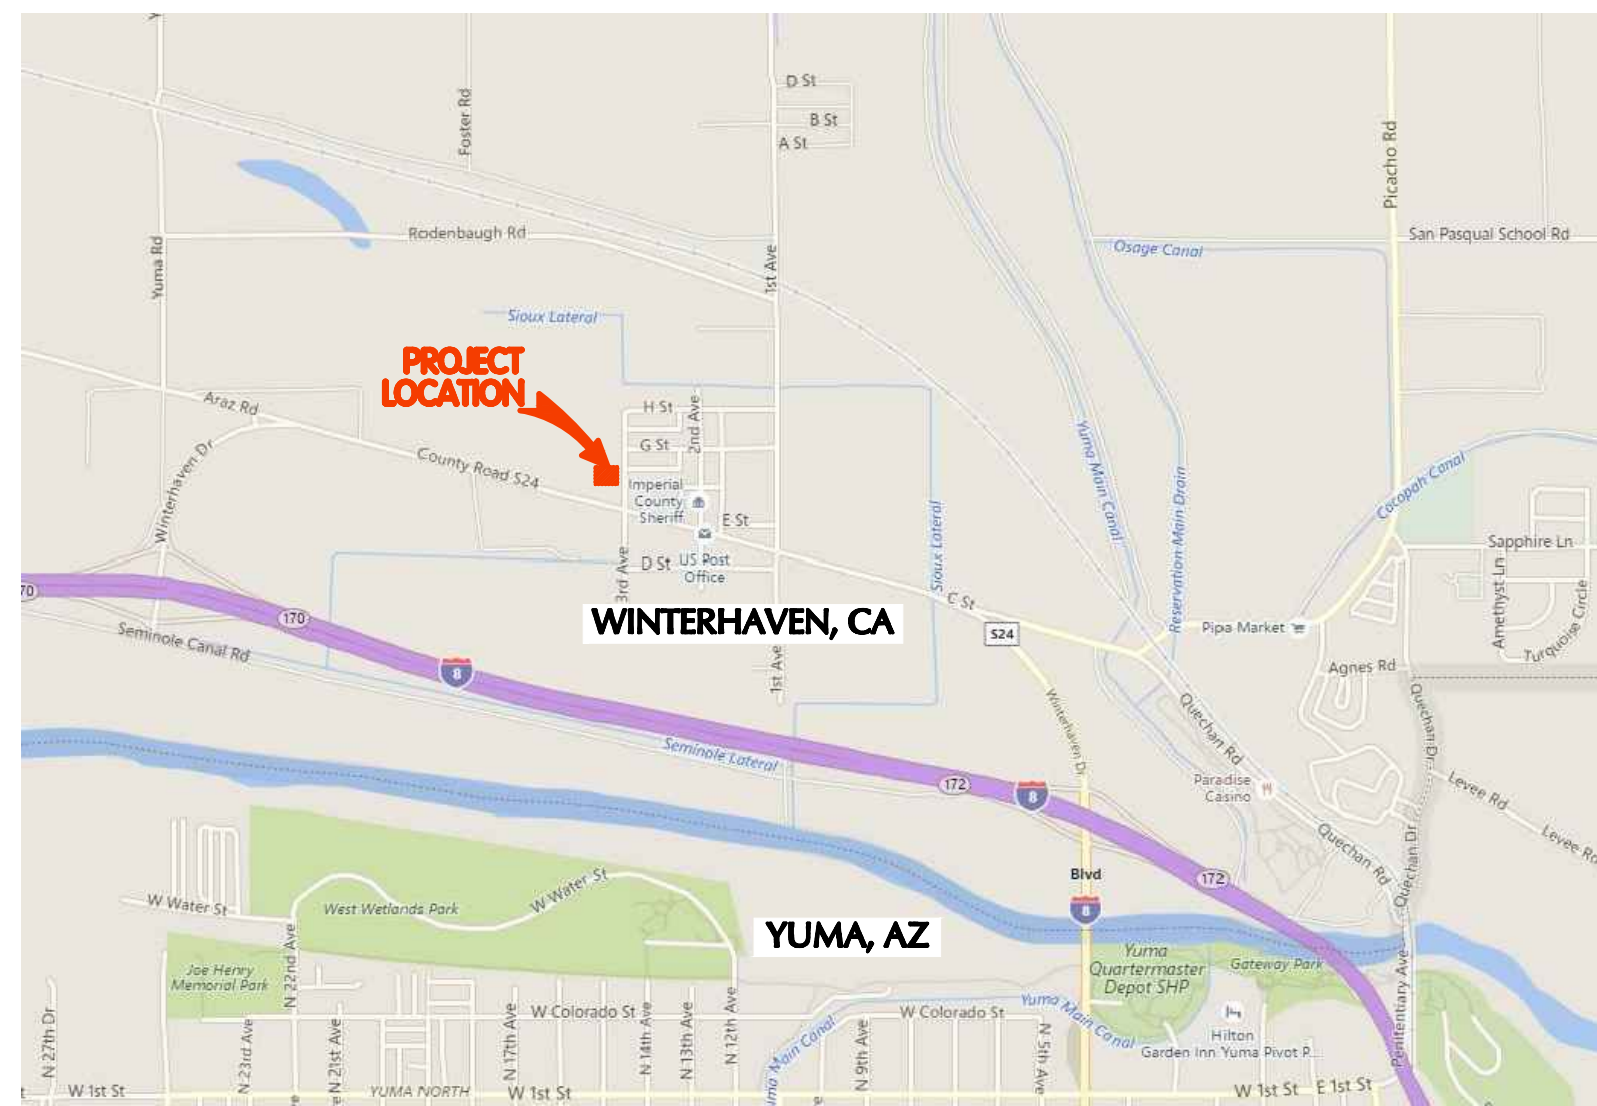 D St
B St
A St
Foster Rd
Picacho Rd
Rodenbaugh Rd
San Pasqual School Rd
Osage Canal
Yuma Rd
1st Ave
Sioux Lateral
PROJECT
LOCATION
Araz Rd
H St
2nd Ave
G St
Winterhaven Dr
County Road S24
Imperial
County
Sheriff
E St
Yuma Main Canal
Reservation Main Drain
Cocopah Canal
Sioux Lateral
Sapphire Ln
3rd Ave
D St
US Post
Office
C St
Amethyst Ln
Turquoise Circle
70
170
WINTERHAVEN, CA
S24
Pipa Market
Seminole Canal Rd
8
1st Ave
Agnes Rd
Winterhaven Dr
Quechan Rd
Quechan Dr
Seminole Lateral
172
8
Paradise
Casino
Levee Rd
Levee Rd
Quechan Rd
Quechan Dr
172
Blvd
8
W Water St
West Wetlands Park
W Water St
YUMA, AZ
N 22nd Ave
Joe Henry
Memorial Park
Yuma
Quartermaster
Depot SHP
Gateway Park
Penitentiary Ave
N 27th Dr
N 23rd Ave
N 21st Ave
N 17th Ave
W Colorado St
N 14th Ave
N 13th Ave
N 12th Ave
Yuma Main Canal
N 9th Ave
W Colorado St
N 5th Ave
Yuma Main Canal
Hilton
Garden Inn Yuma Pivot P...
W 1st St
YUMA NORTH
W 1st St
W 1st St
E 1st St